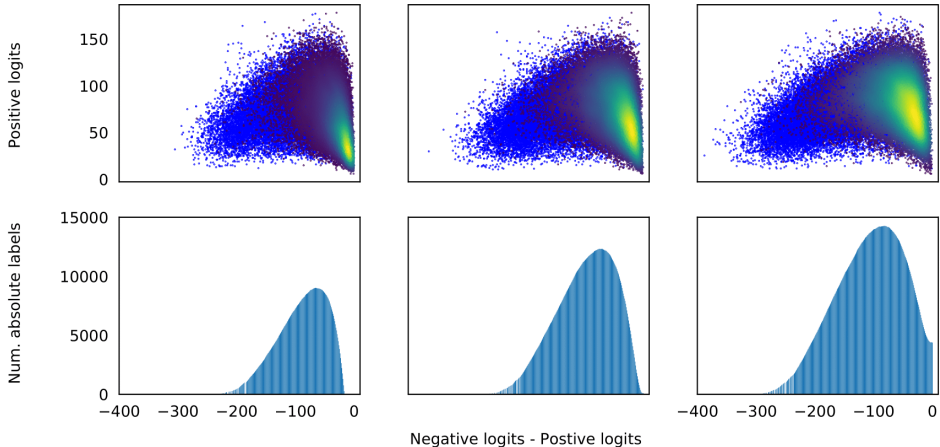 Positive logits
150
100
50
0
Num. absolute labels
15000
10000
5000
0
−400 −300 −200 −100 0 −400 −300 −200 −100 0
Negative logits - Postive logits